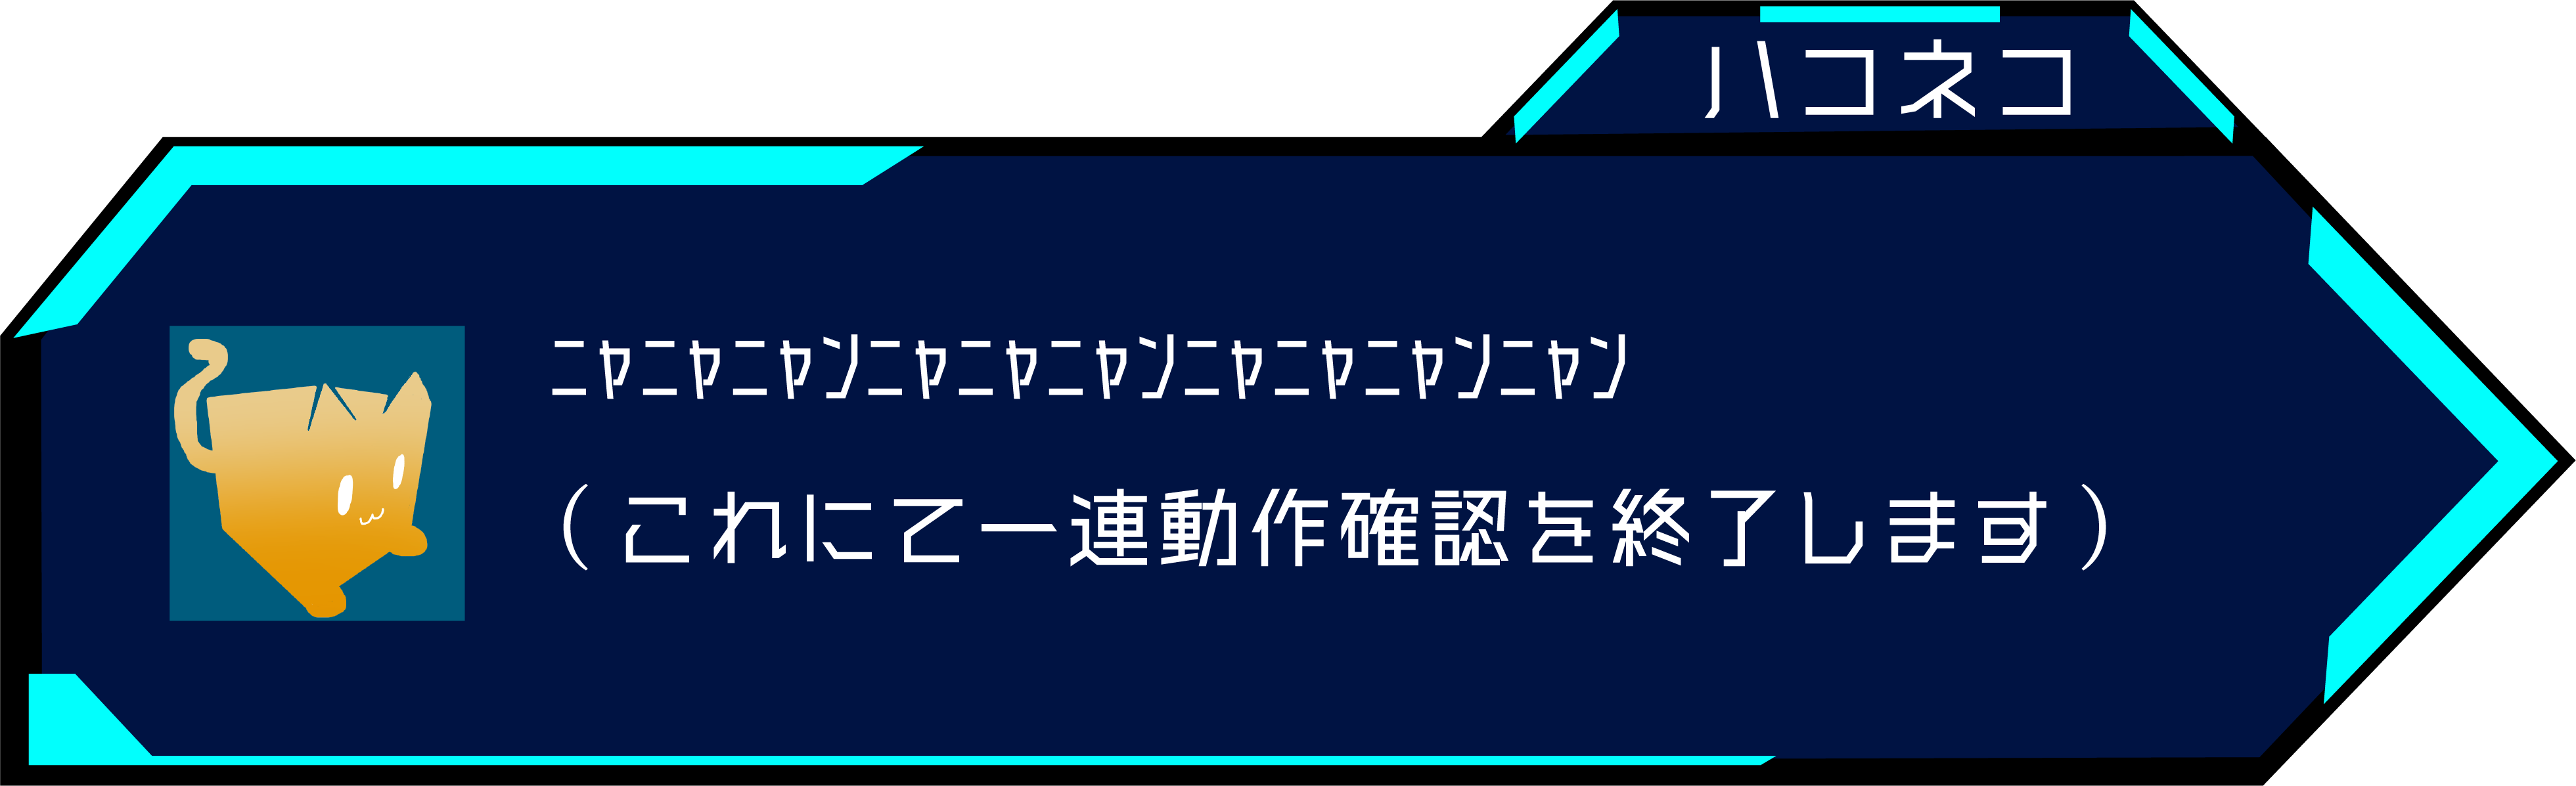 ハコネコ
ﾆｬﾆｬﾆｬﾝﾆｬﾆｬﾆｬﾝﾆｬﾆｬﾆｬﾝﾆｬﾝ
（これにて一連動作確認を終了します）